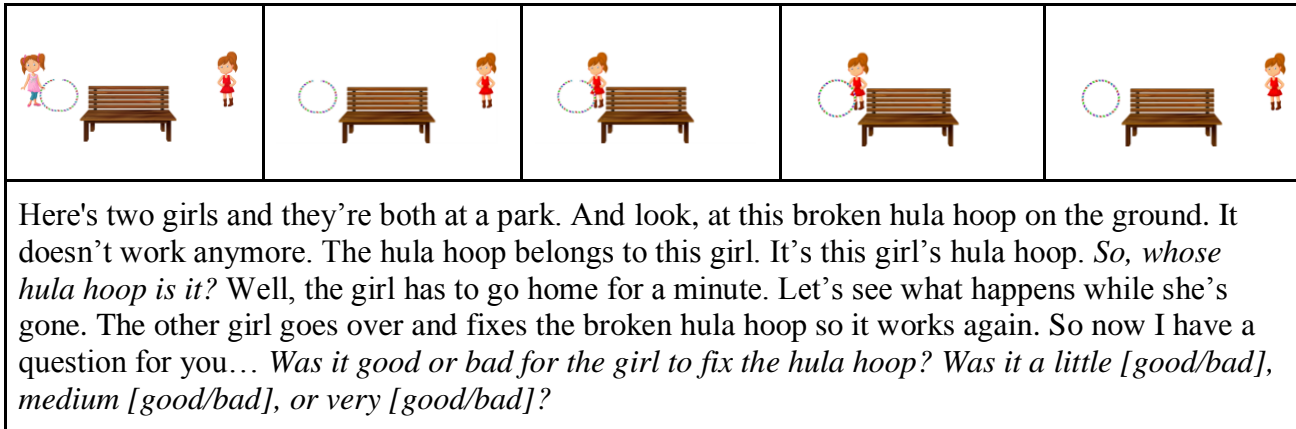 Here's two girls and they’re both at a park. And look, at this broken hula hoop on the ground. It
doesn’t work anymore. The hula hoop belongs to this girl. It’s this girl’s hula hoop. So, whose
hula hoop is it? Well, the girl has to go home for a minute. Let’s see what happens while she’s
gone. The other girl goes over and fixes the broken hula hoop so it works again. So now I have a
question for you… Was it good or bad for the girl to fix the hula hoop? Was it a little [good/bad],
medium [good/bad], or very [good/bad]?